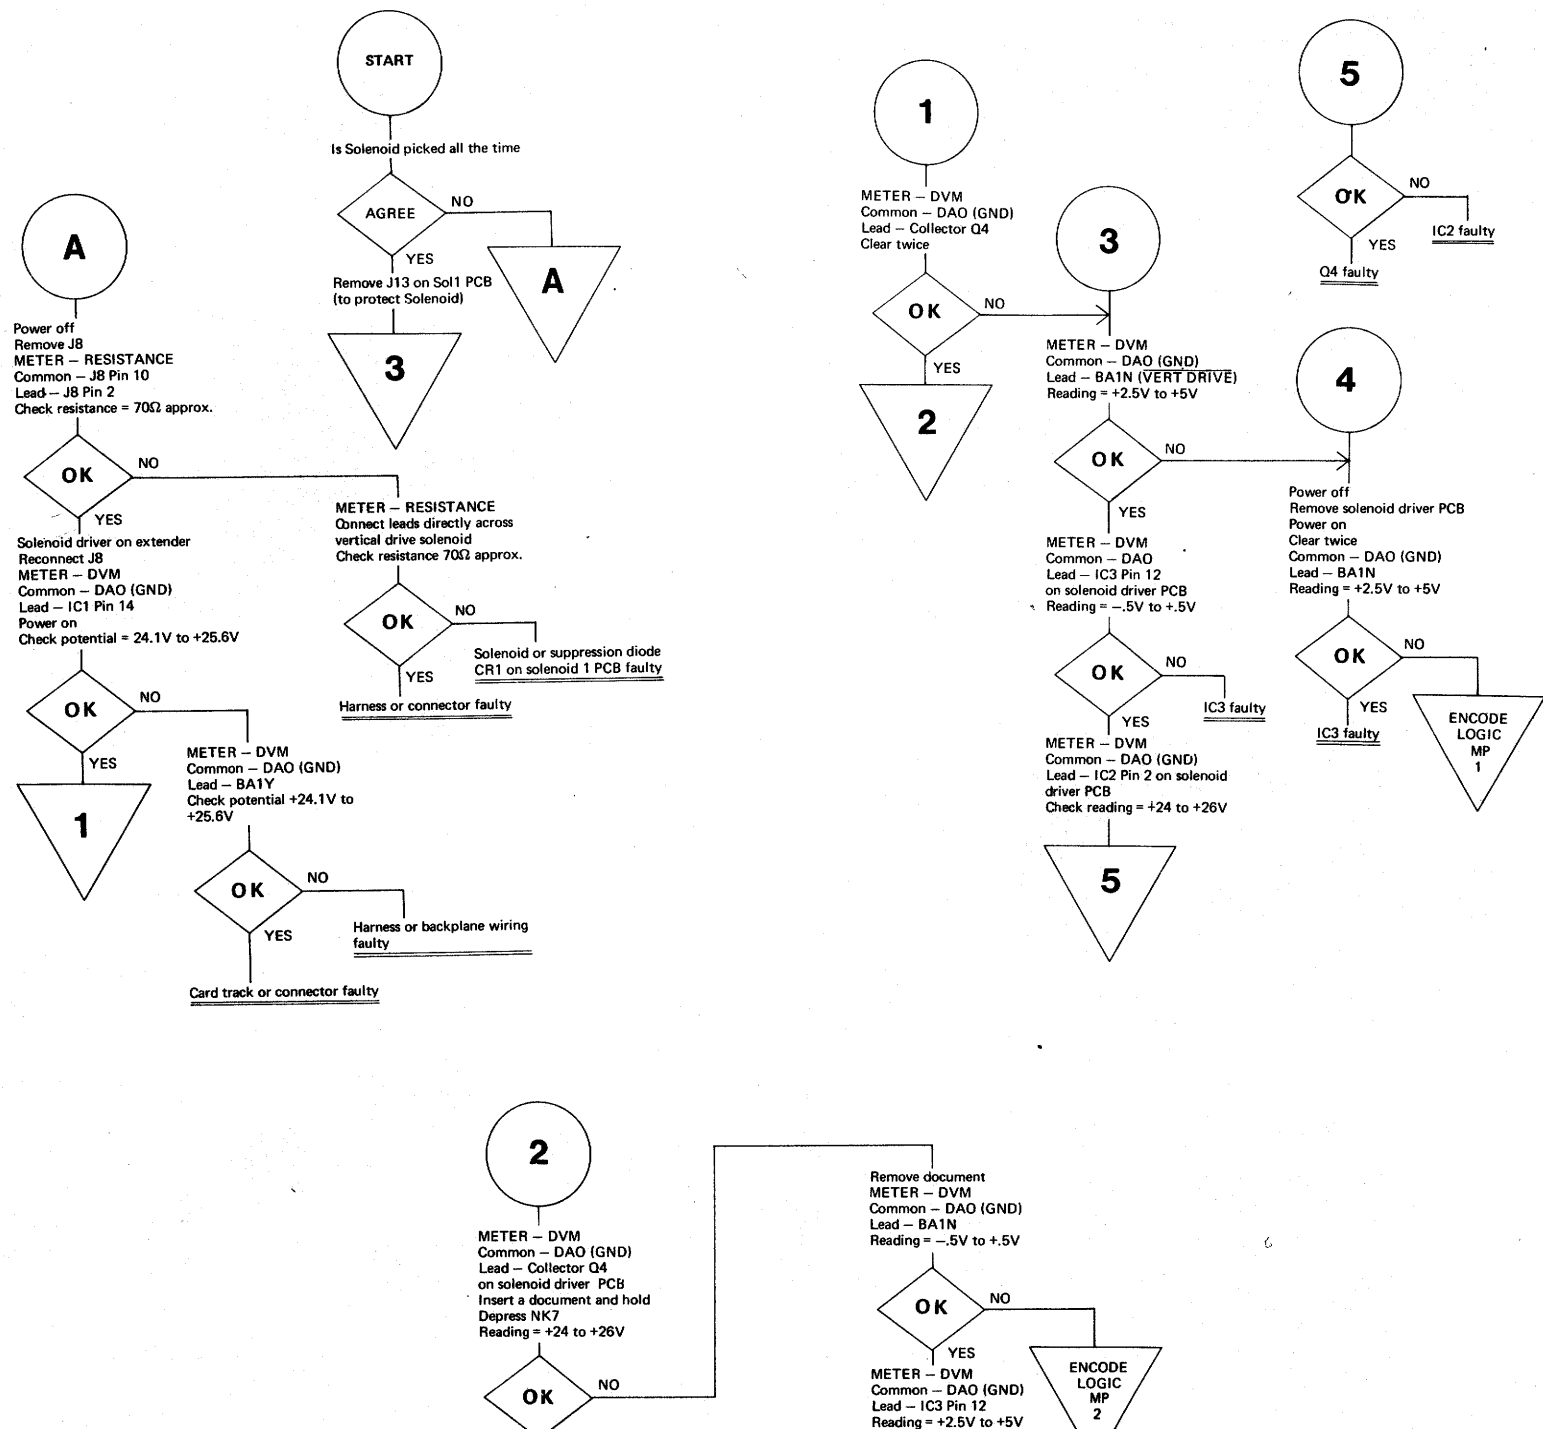 START
Is Solenoid picked all the time
AGREE
NO
YES
Remove J13 on Sol1 PCB
(to protect Solenoid)
A
3
A
Power off
Remove J8
METER – RESISTANCE
Common – J8 Pin 10
Lead – J8 Pin 2
Check resistance = 70Ω approx.
OK
NO
YES
METER – RESISTANCE
Connect leads directly across
vertical drive solenoid
Check resistance 70Ω approx.
OK
NO
Solenoid or suppression diode
CR1 on solenoid 1 PCB faulty
YES
Harness or connector faulty
Solenoid driver on extender
Reconnect J8
METER – DVM
Common – DAO (GND)
Lead – IC1 Pin 14
Power on
Check potential = 24.1V to +25.6V
OK
NO
YES
1
METER – DVM
Common – DAO (GND)
Lead – BA1Y
Check potential +24.1V to
+25.6V
OK
NO
Harness or backplane wiring
faulty
YES
Card track or connector faulty
1
METER – DVM
Common – DAO (GND)
Lead – Collector Q4
Clear twice
OK
NO
YES
2
3
METER – DVM
Common – DAO (GND)
Lead – BA1N (VERT DRIVE)
Reading = +2.5V to +5V
OK
NO
YES
METER – DVM
Common – DAO
Lead – IC3 Pin 12
on solenoid driver PCB
Reading = –.5V to +.5V
OK
NO
IC3 faulty
YES
METER – DVM
Common – DAO (GND)
Lead – IC2 Pin 2 on solenoid
driver PCB
Check reading = +24 to +26V
5
5
OK
NO
IC2 faulty
YES
Q4 faulty
4
Power off
Remove solenoid driver PCB
Power on
Clear twice
Common – DAO (GND)
Lead – BA1N
Reading = +2.5V to +5V
OK
NO
YES
IC3 faulty
ENCODE
LOGIC
MP
1
2
METER – DVM
Common – DAO (GND)
Lead – Collector Q4
on solenoid driver PCB
Insert a document and hold
Depress NK7
Reading = +24 to +26V
OK
NO
Remove document
METER – DVM
Common – DAO (GND)
Lead – BA1N
Reading = –.5V to +.5V
OK
NO
YES
ENCODE
LOGIC
MP
2
METER – DVM
Common – DAO (GND)
Lead – IC3 Pin 12
Reading = +2.5V to +5V